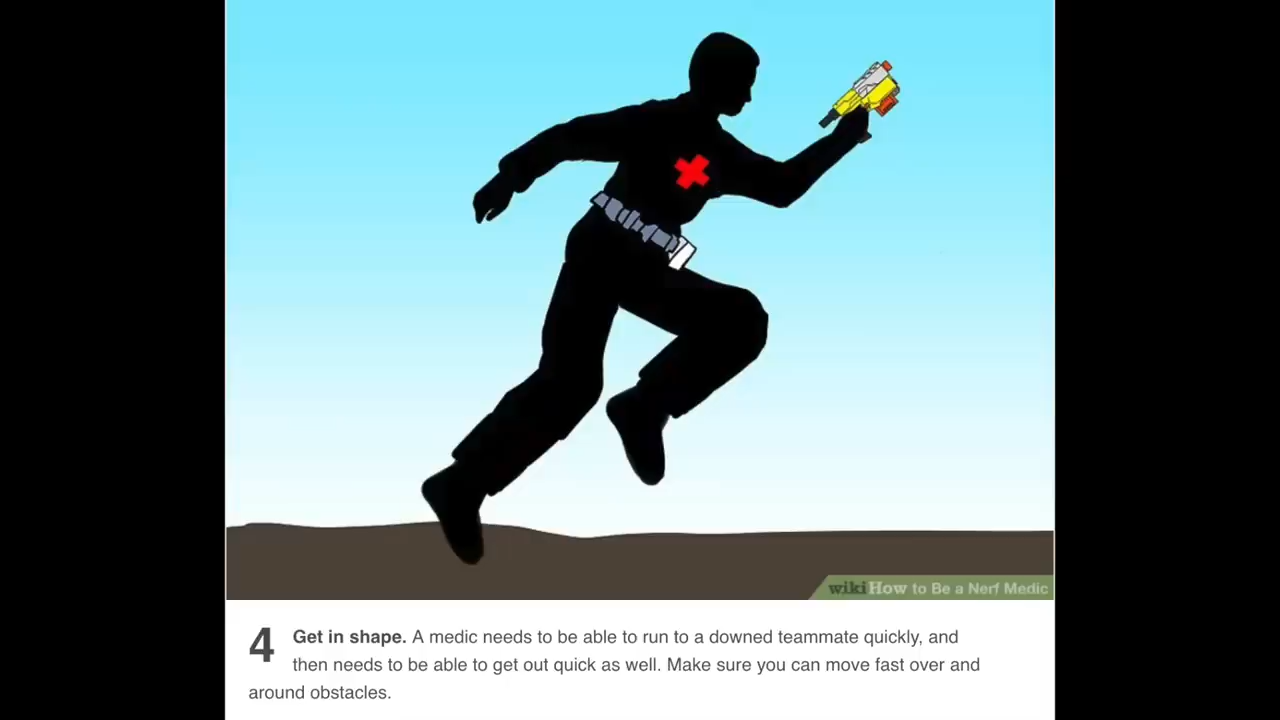 wikiHow to Be a Nerf Medic
4 Get in shape. A medic needs to be able to run to a downed teammate quickly, and
then needs to be able to get out quick as well. Make sure you can move fast over and
around obstacles.